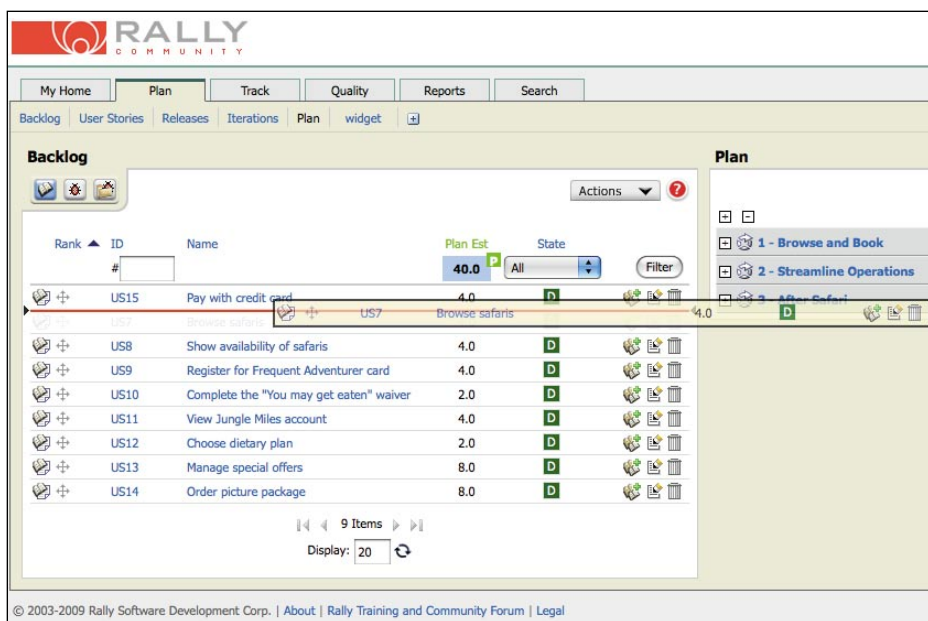 RALLY
COMMUNITY
My Home Plan Track Quality Reports Search
Backlog User Stories Releases Iterations Plan widget
Backlog
Plan
Actions
Rank ID Name Plan Est State
# 40.0 P All Filter
1 - Browse and Book
2 - Streamline Operations
3 - After Safari
US15 Pay with credit card 4.0 D
US7 Browse safaris 4.0 D
US7 Browse safaris
US8 Show availability of safaris 4.0 D
US9 Register for Frequent Adventurer card 4.0 D
US10 Complete the "You may get eaten" waiver 2.0 D
US11 View Jungle Miles account 4.0 D
US12 Choose dietary plan 2.0 D
US13 Manage special offers 8.0 D
US14 Order picture package 8.0 D
9 Items
Display: 20
© 2003-2009 Rally Software Development Corp. | About | Rally Training and Community Forum | Legal